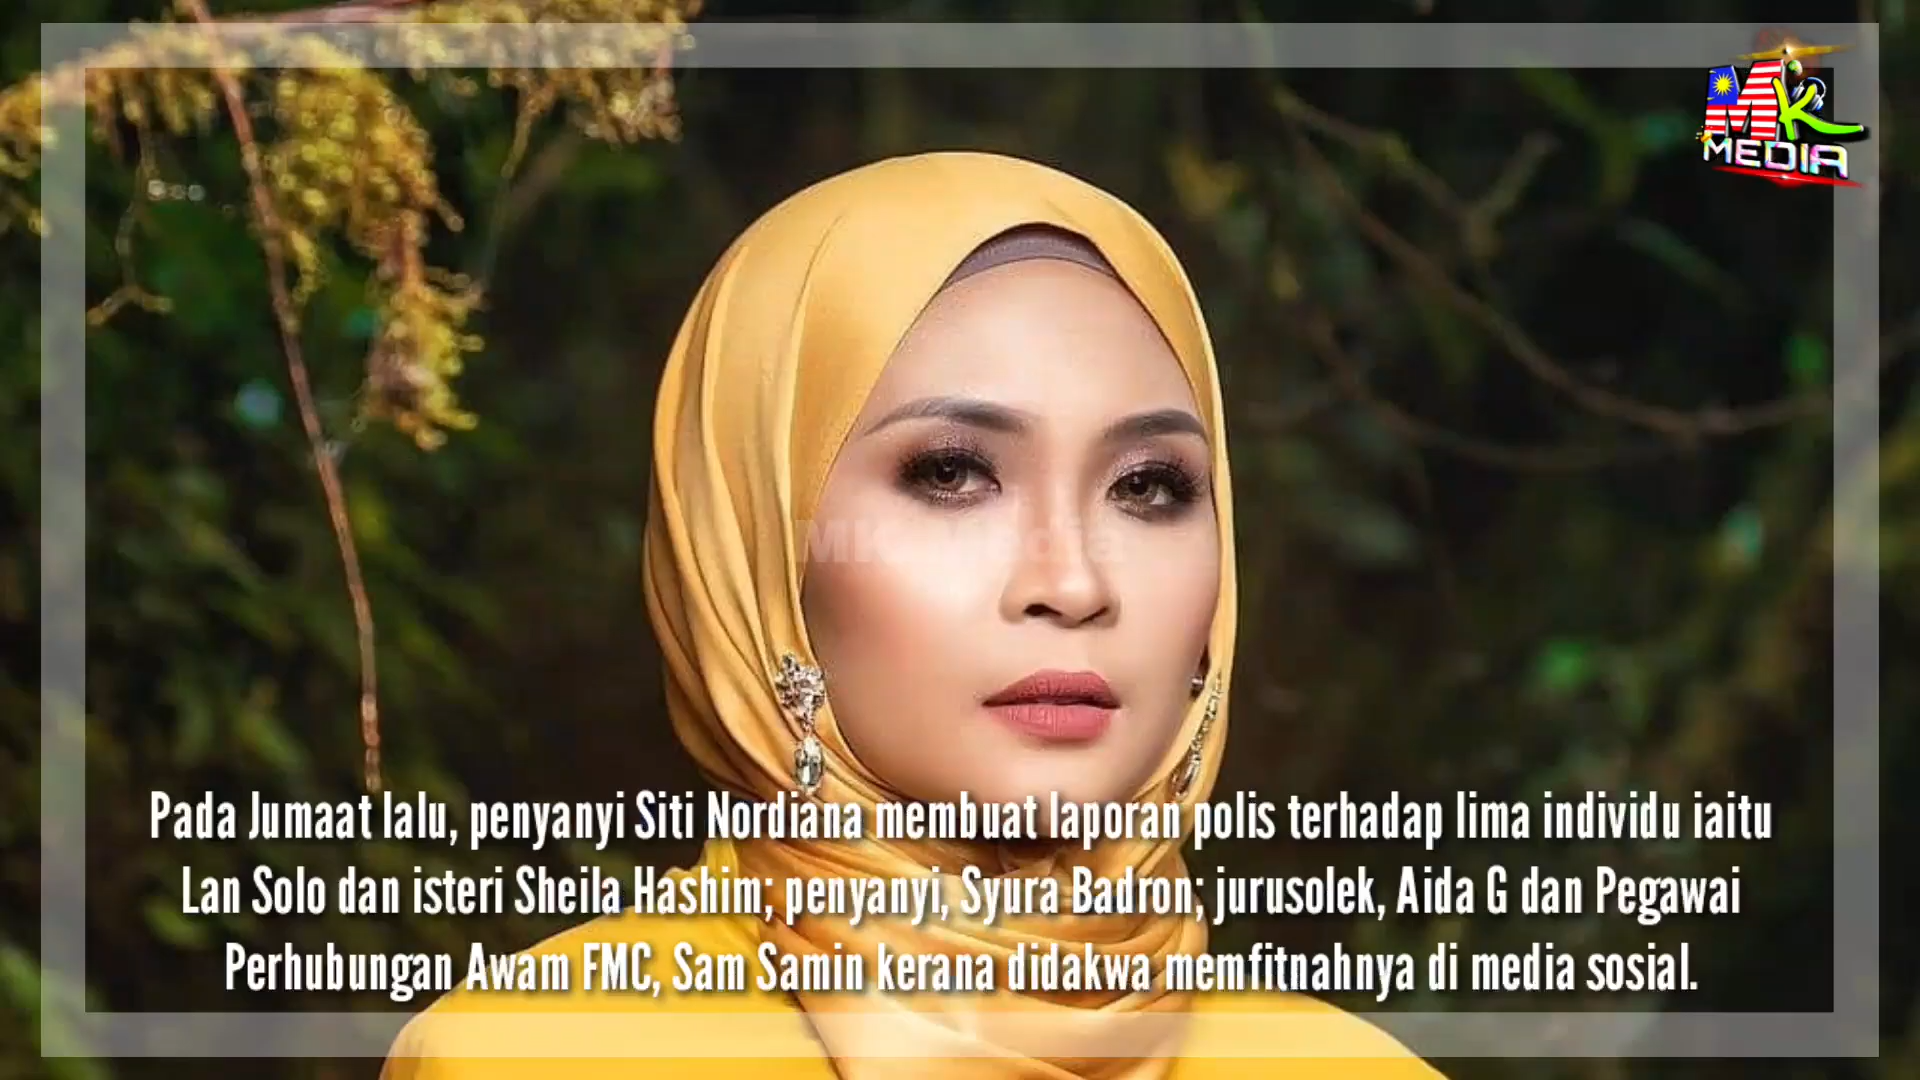 MK
MEDIA
MK Media
Pada Jumaat lalu, penyanyi Siti Nordiana membuat laporan polis terhadap lima individu iaitu
Lan Solo dan isteri Sheila Hashim; penyanyi, Syura Badron; jurusolek, Aida G dan Pegawai
Perhubungan Awam FMC, Sam Samin kerana didakwa memfitnahnya di media sosial.